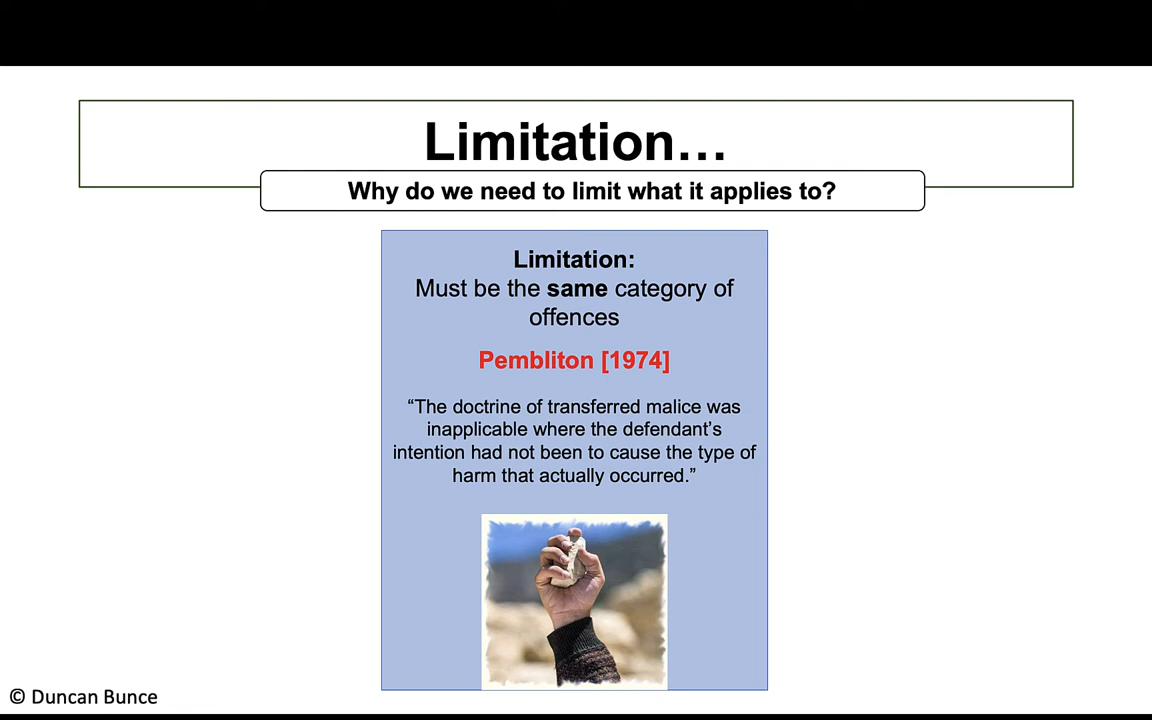 Limitation…
Why do we need to limit what it applies to?
Limitation:
Must be the same category of
offences
Pembliton [1974]
“The doctrine of transferred malice was
inapplicable where the defendant’s
intention had not been to cause the type of
harm that actually occurred.”
© Duncan Bunce